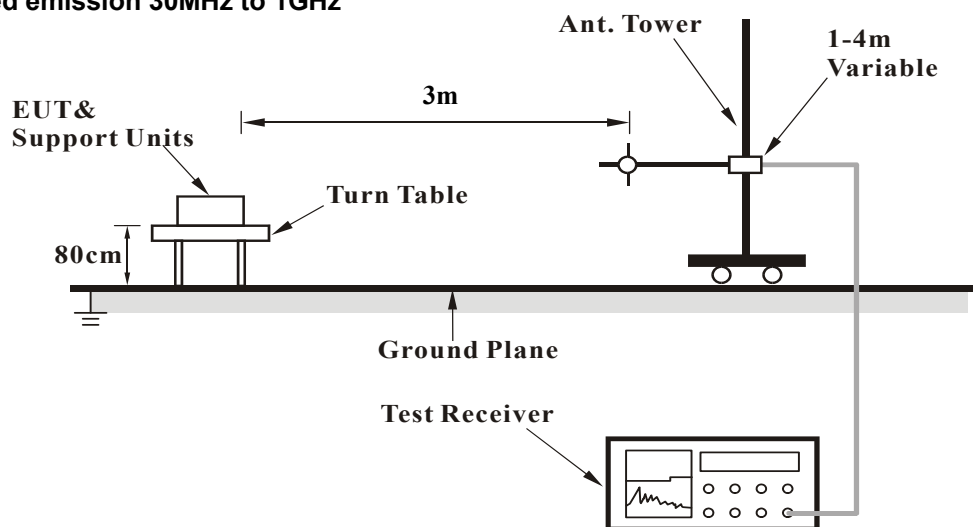 emission 30MHz to 1GHz
Ant. Tower
1-4m
Variable
3m
EUT&
Support Units
Turn Table
80cm
Ground Plane
Test Receiver